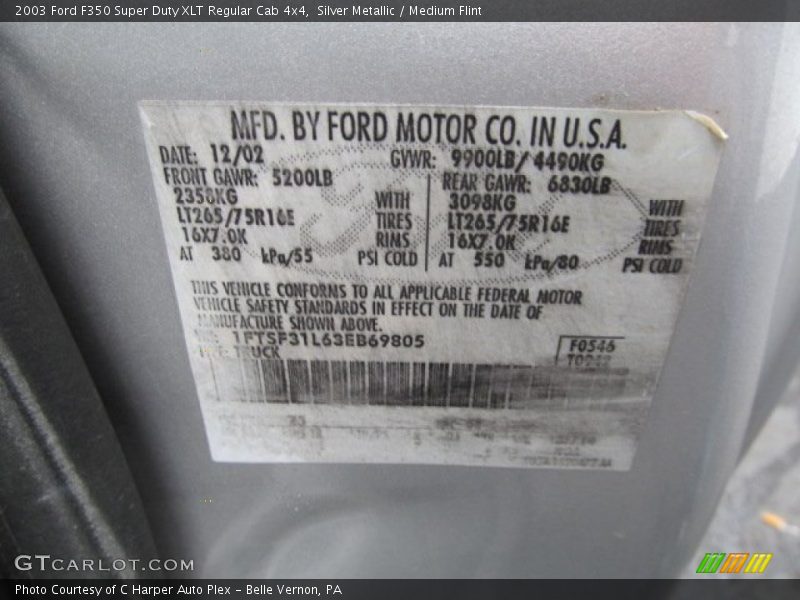 2003 Ford F350 Super Duty XLT Regular Cab 4x4,  Silver Metallic / Medium Flint
MFD. BY FORD MOTOR CO. IN U.S.A.
DATE: 12/02 GVWR: 9900LB/ 4490KG
FRONT GAWR: 5200LB REAR GAWR: 6830LB
2358KG WITH 3098KG WITH
LT265/75R16E TIRES LT265/75R16E TIRES
16X7.0K RIMS 16X7.0K RIMS
AT 380 kPa/55 PSI COLD AT 550 kPa/80 PSI COLD
THIS VEHICLE CONFORMS TO ALL APPLICABLE FEDERAL MOTOR
VEHICLE SAFETY STANDARDS IN EFFECT ON THE DATE OF
MANUFACTURE SHOWN ABOVE.
1FTSF31L63EB69805 F0546
TRUCK
GTCARLOT.COM
Photo Courtesy of C Harper Auto Plex – Belle Vernon, PA